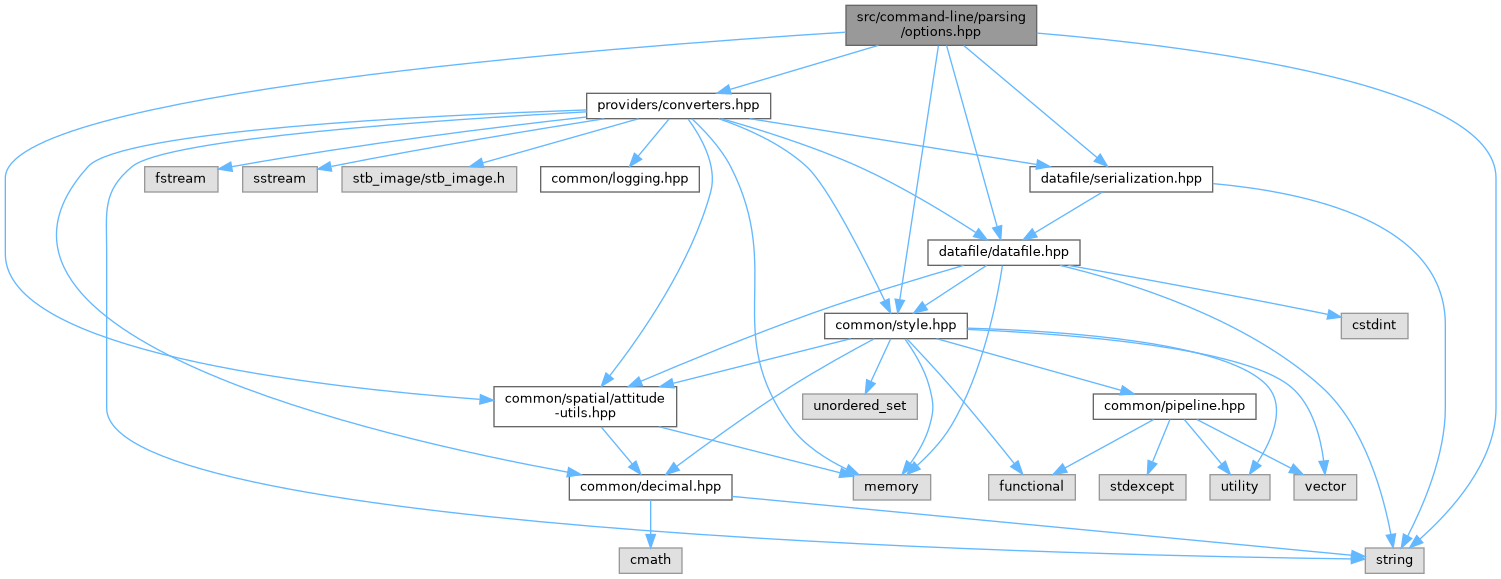 src/command-line/parsing
/options.hpp
providers/converters.hpp
fstream
sstream
stb_image/stb_image.h
common/logging.hpp
datafile/serialization.hpp
datafile/datafile.hpp
common/style.hpp
cstdint
common/spatial/attitude
-utils.hpp
unordered_set
common/pipeline.hpp
common/decimal.hpp
memory
functional
stdexcept
utility
vector
cmath
string